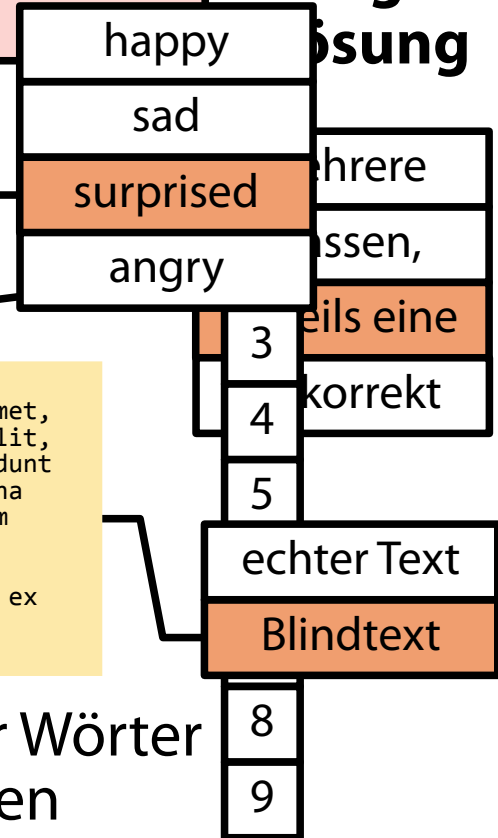 happy
sad
surprised
angry
ösung
ehrere
ssen,
eils eine
korrekt
3
4
5
met,
lit,
dunt
na
m
ex
echter Text
Blindtext
8
9
r Wörter
en